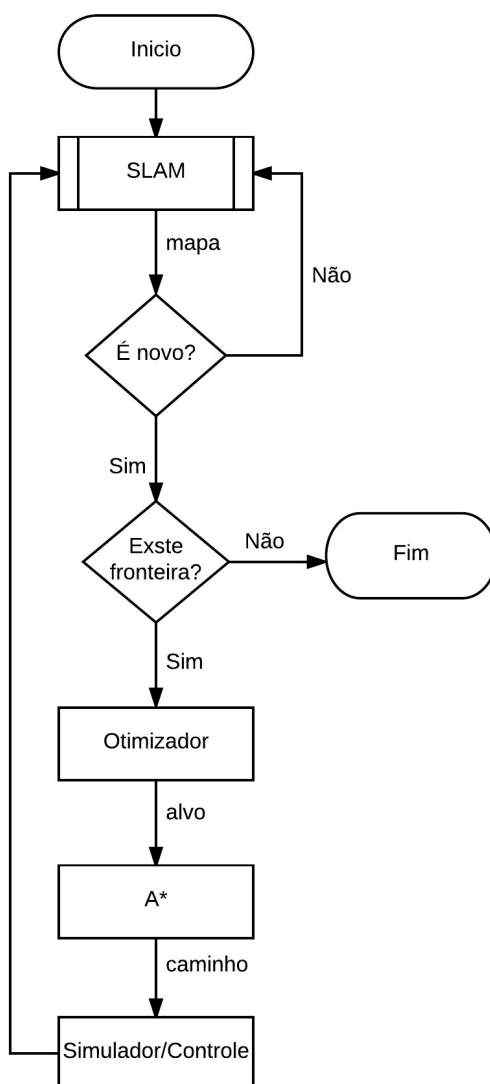 Inicio
SLAM
mapa
Não
É novo?
Sim
Exste
fronteira?
Não
Fim
Sim
Otimizador
alvo
A*
caminho
Simulador/Controle